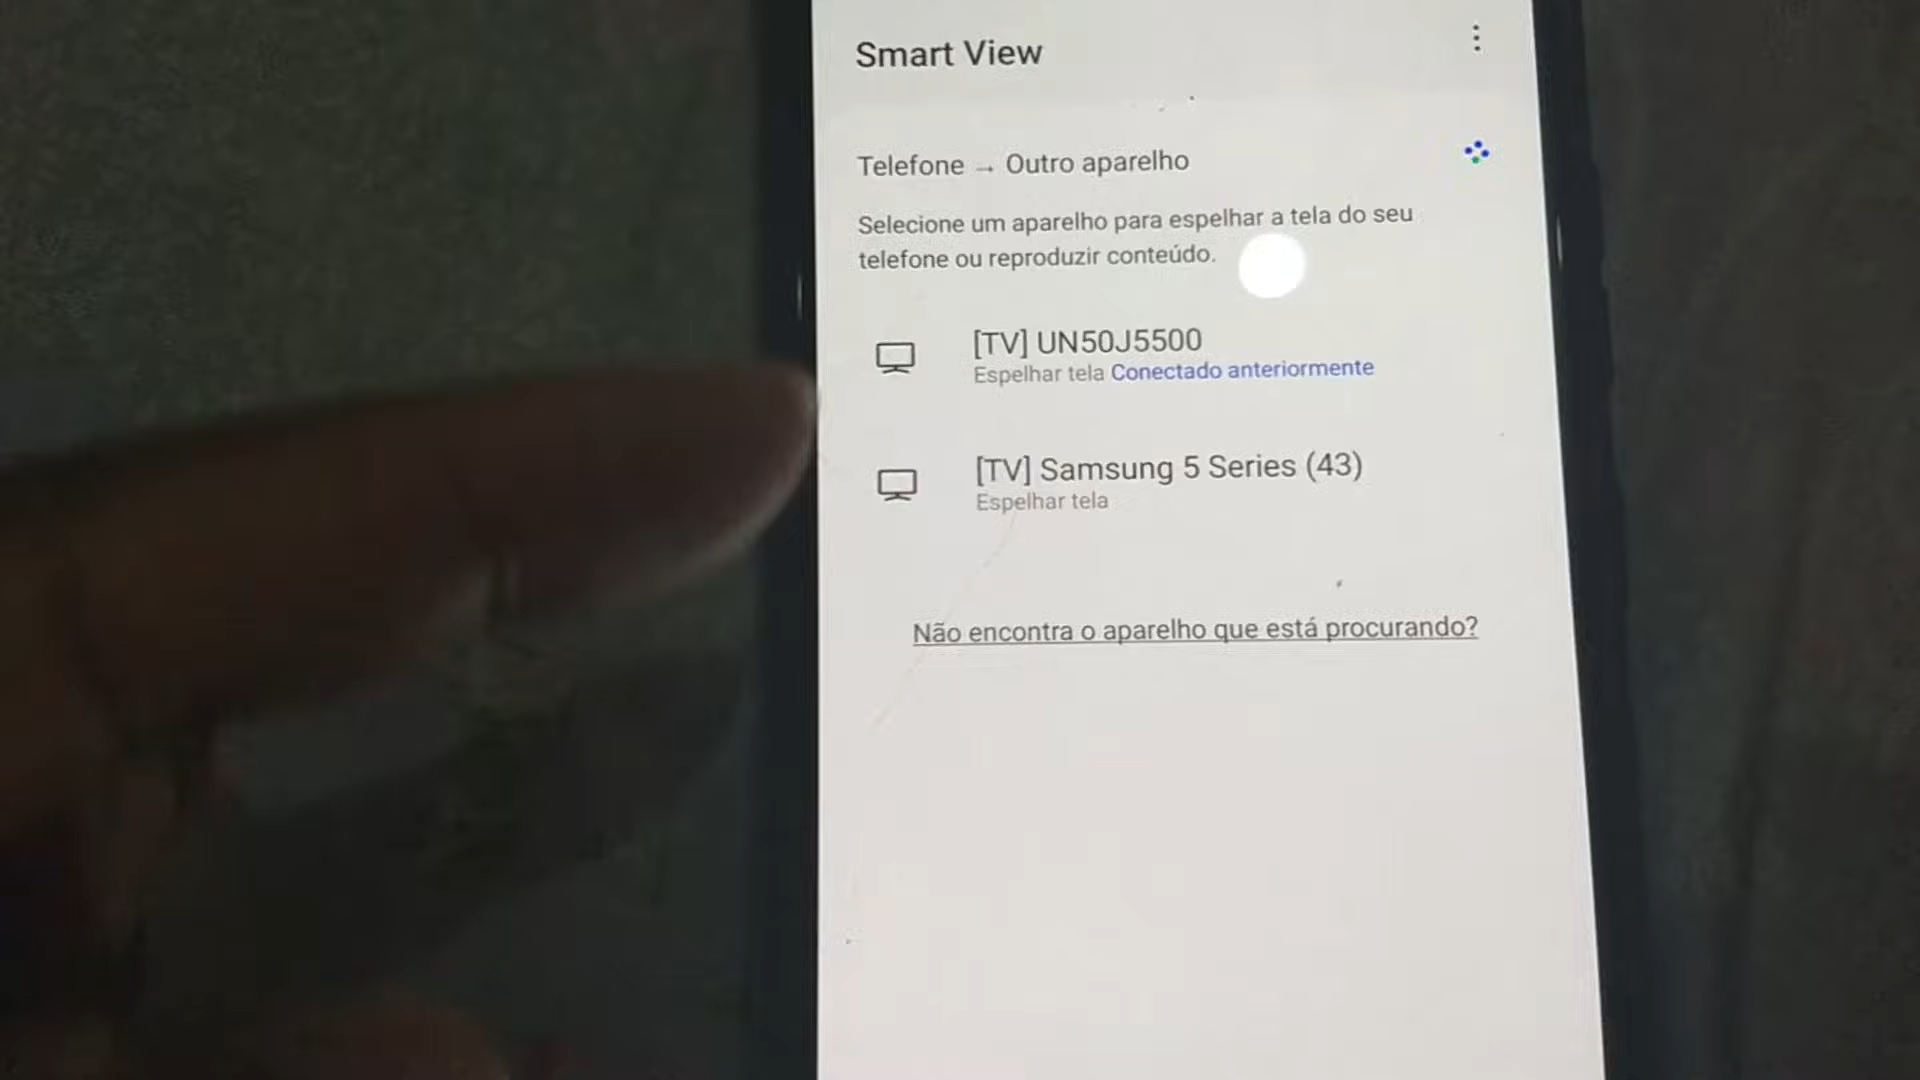 Smart View
Telefone → Outro aparelho
Selecione um aparelho para espelhar a tela do seu
telefone ou reproduzir conteúdo.
[TV] UN50J5500
Espelhar tela Conectado anteriormente
[TV] Samsung 5 Series (43)
Espelhar tela
Não encontra o aparelho que está procurando?